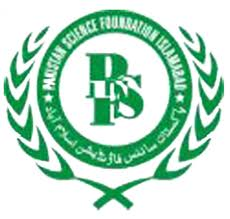 PAKISTAN SCIENCE FOUNDATION ISLAMABAD
PSF
پاکستان سائنس فاؤنڈیشن اسلام آباد